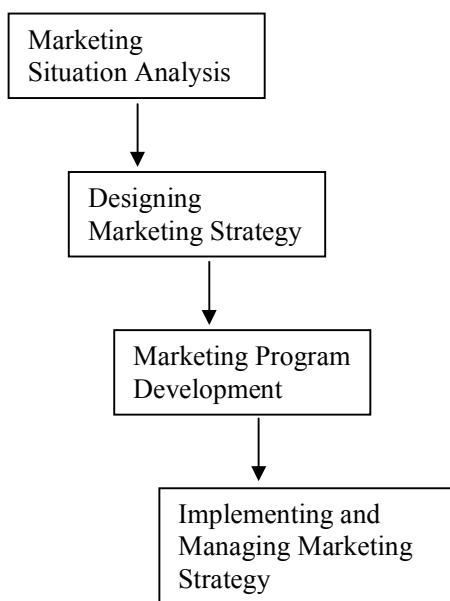 Marketing
Situation Analysis
Designing
Marketing Strategy
Marketing Program
Development
Implementing and
Managing Marketing
Strategy